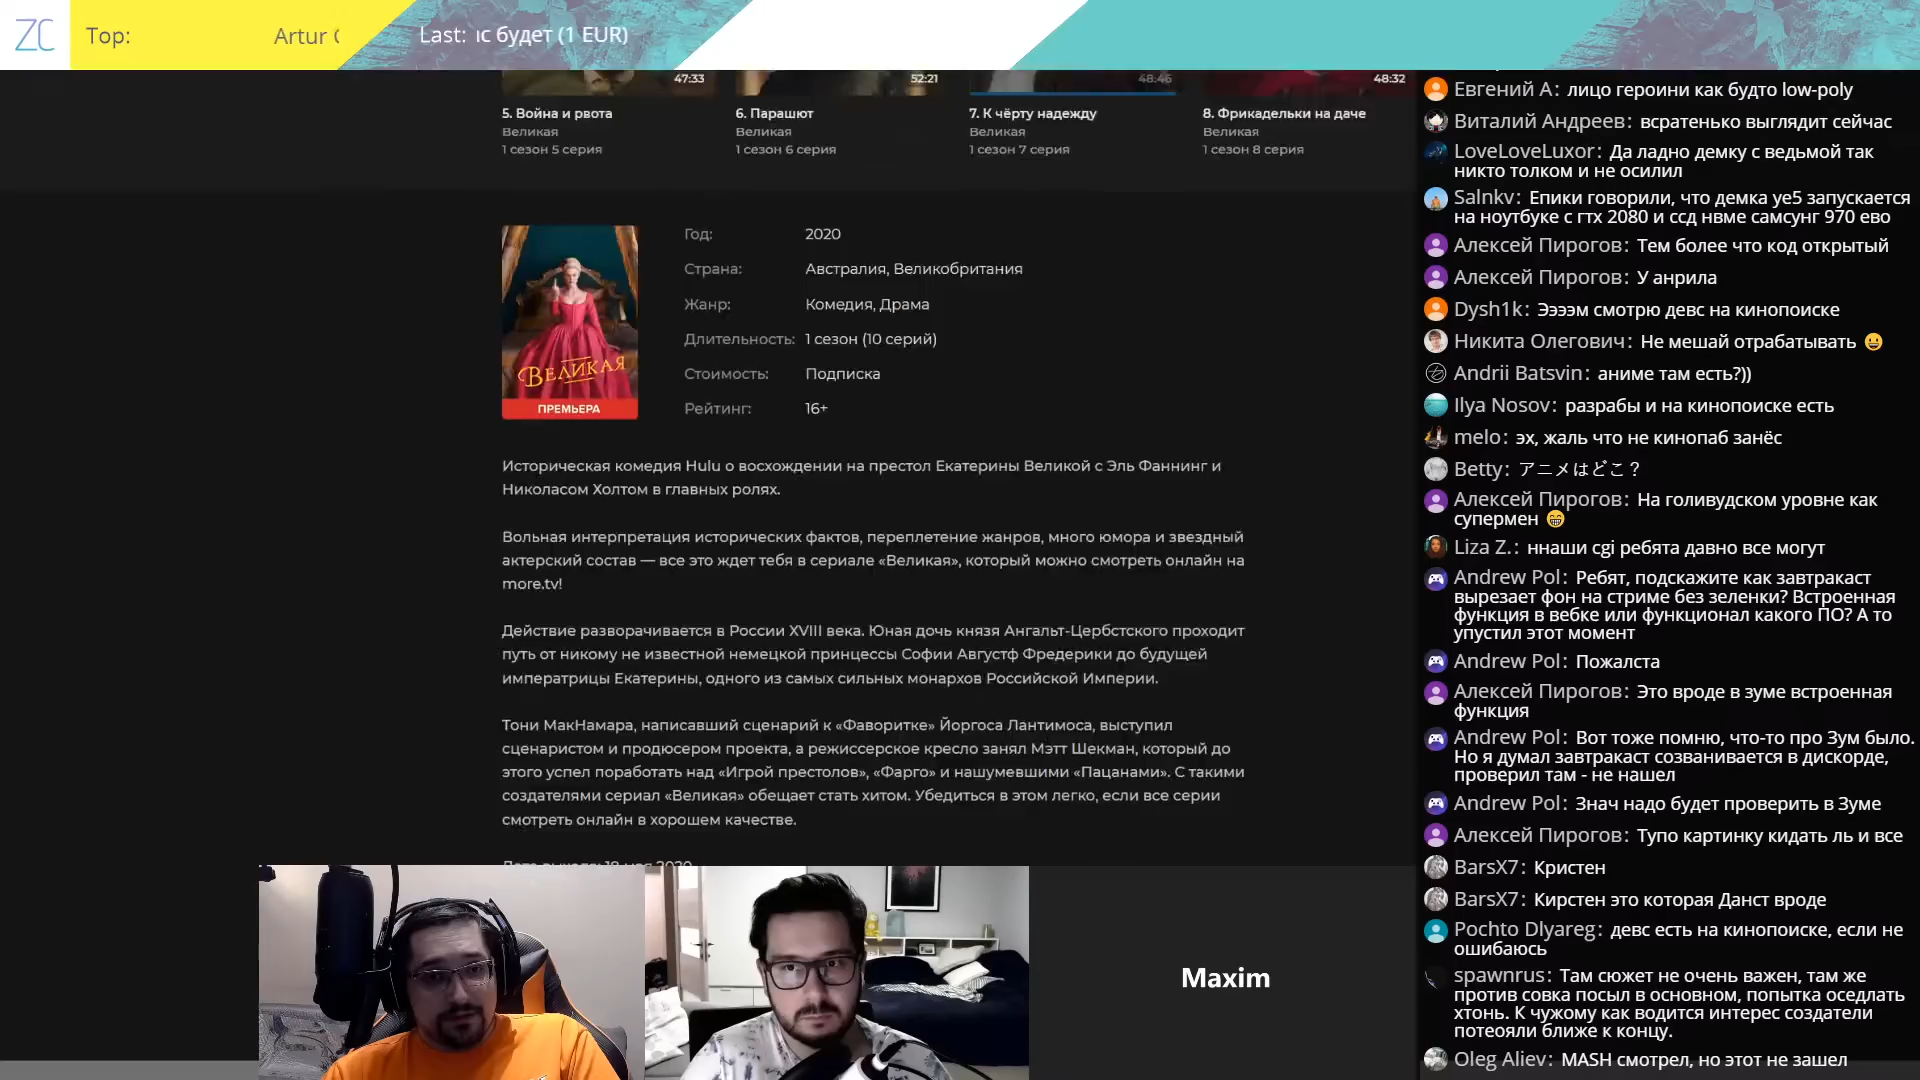 ZC
Top:
Artur
Last: ıс будет (1 EUR)
47:33
52:21
48:46
48:32
5. Война и рвота
Великая
1 сезон 5 серия
6. Парашют
Великая
1 сезон 6 серия
7. К чёрту надежду
Великая
1 сезон 7 серия
8. Фрикадельки на даче
Великая
1 сезон 8 серия
ВЕЛИКАЯ
ПРЕМЬЕРА
Год: 2020
Страна: Австралия, Великобритания
Жанр: Комедия, Драма
Длительность: 1 сезон (10 серий)
Стоимость: Подписка
Рейтинг: 16+
Историческая комедия Hulu о восхождении на престол Екатерины Великой с Эль Фаннинг и
Николасом Холтом в главных ролях.
Вольная интерпретация исторических фактов, переплетение жанров, много юмора и звездный
актерский состав — все это ждет тебя в сериале «Великая», который можно смотреть онлайн на
more.tv!
Действие разворачивается в России XVIII века. Юная дочь князя Ангальт-Цербстского проходит
путь от никому не известной немецкой принцессы Софии Августф Фредерики до будущей
императрицы Екатерины, одного из самых сильных монархов Российской Империи.
Тони МакНамара, написавший сценарий к «Фаворитке» Йоргоса Лантимоса, выступил
сценаристом и продюсером проекта, а режиссерское кресло занял Мэтт Шекман, который до
этого успел поработать над «Игрой престолов», «Фарго» и нашумевшими «Пацанами». С такими
создателями сериал «Великая» обещает стать хитом. Убедиться в этом легко, если все серии
смотреть онлайн в хорошем качестве.
Дата выхода: 18 мая 2020
Maxim
Евгений А: лицо героини как будто low-poly
Виталий Андреев: всратенько выглядит сейчас
LoveLoveLuxor: Да ладно демку с ведьмой так
никто толком и не осилил
Salnkv: Епики говорили, что демка уе5 запускается
на ноутбуке с гтх 2080 и ссд нвме самсунг 970 ево
Алексей Пирогов: Тем более что код открытый
Алексей Пирогов: У анрила
Dysh1k: Ээээм смотрю девс на кинопоиске
Никита Олегович: Не мешай отрабатывать 😀
Andrii Batsvin: аниме там есть?))
Ilya Nosov: разрабы и на кинопоиске есть
melo: эх, жаль что не кинопаб занёс
Betty: アニメはどこ？
Алексей Пирогов: На голивудском уровне как
супермен 😁
Liza Z.: ннаши cgi ребята давно все могут
Andrew Pol: Ребят, подскажите как завтракаст
вырезает фон на стриме без зеленки? Встроенная
функция в вебке или функционал какого ПО? А то
упустил этот момент
Andrew Pol: Пожалста
Алексей Пирогов: Это вроде в зуме встроенная
функция
Andrew Pol: Вот тоже помню, что-то про Зум было.
Но я думал завтракаст созванивается в дискорде,
проверил там - не нашел
Andrew Pol: Знач надо будет проверить в Зуме
Алексей Пирогов: Тупо картинку кидать ль и все
BarsX7: Кристен
BarsX7: Кирстен это которая Данст вроде
Pochto Dlyareg: девс есть на кинопоиске, если не
ошибаюсь
spawnrus: Там сюжет не очень важен, там же
против совка посыл в основном, попытка оседлать
хтонь. К чужому как водится интерес создатели
потеояли ближе к концу.
Oleg Aliev: MASH смотрел, но этот не зашел